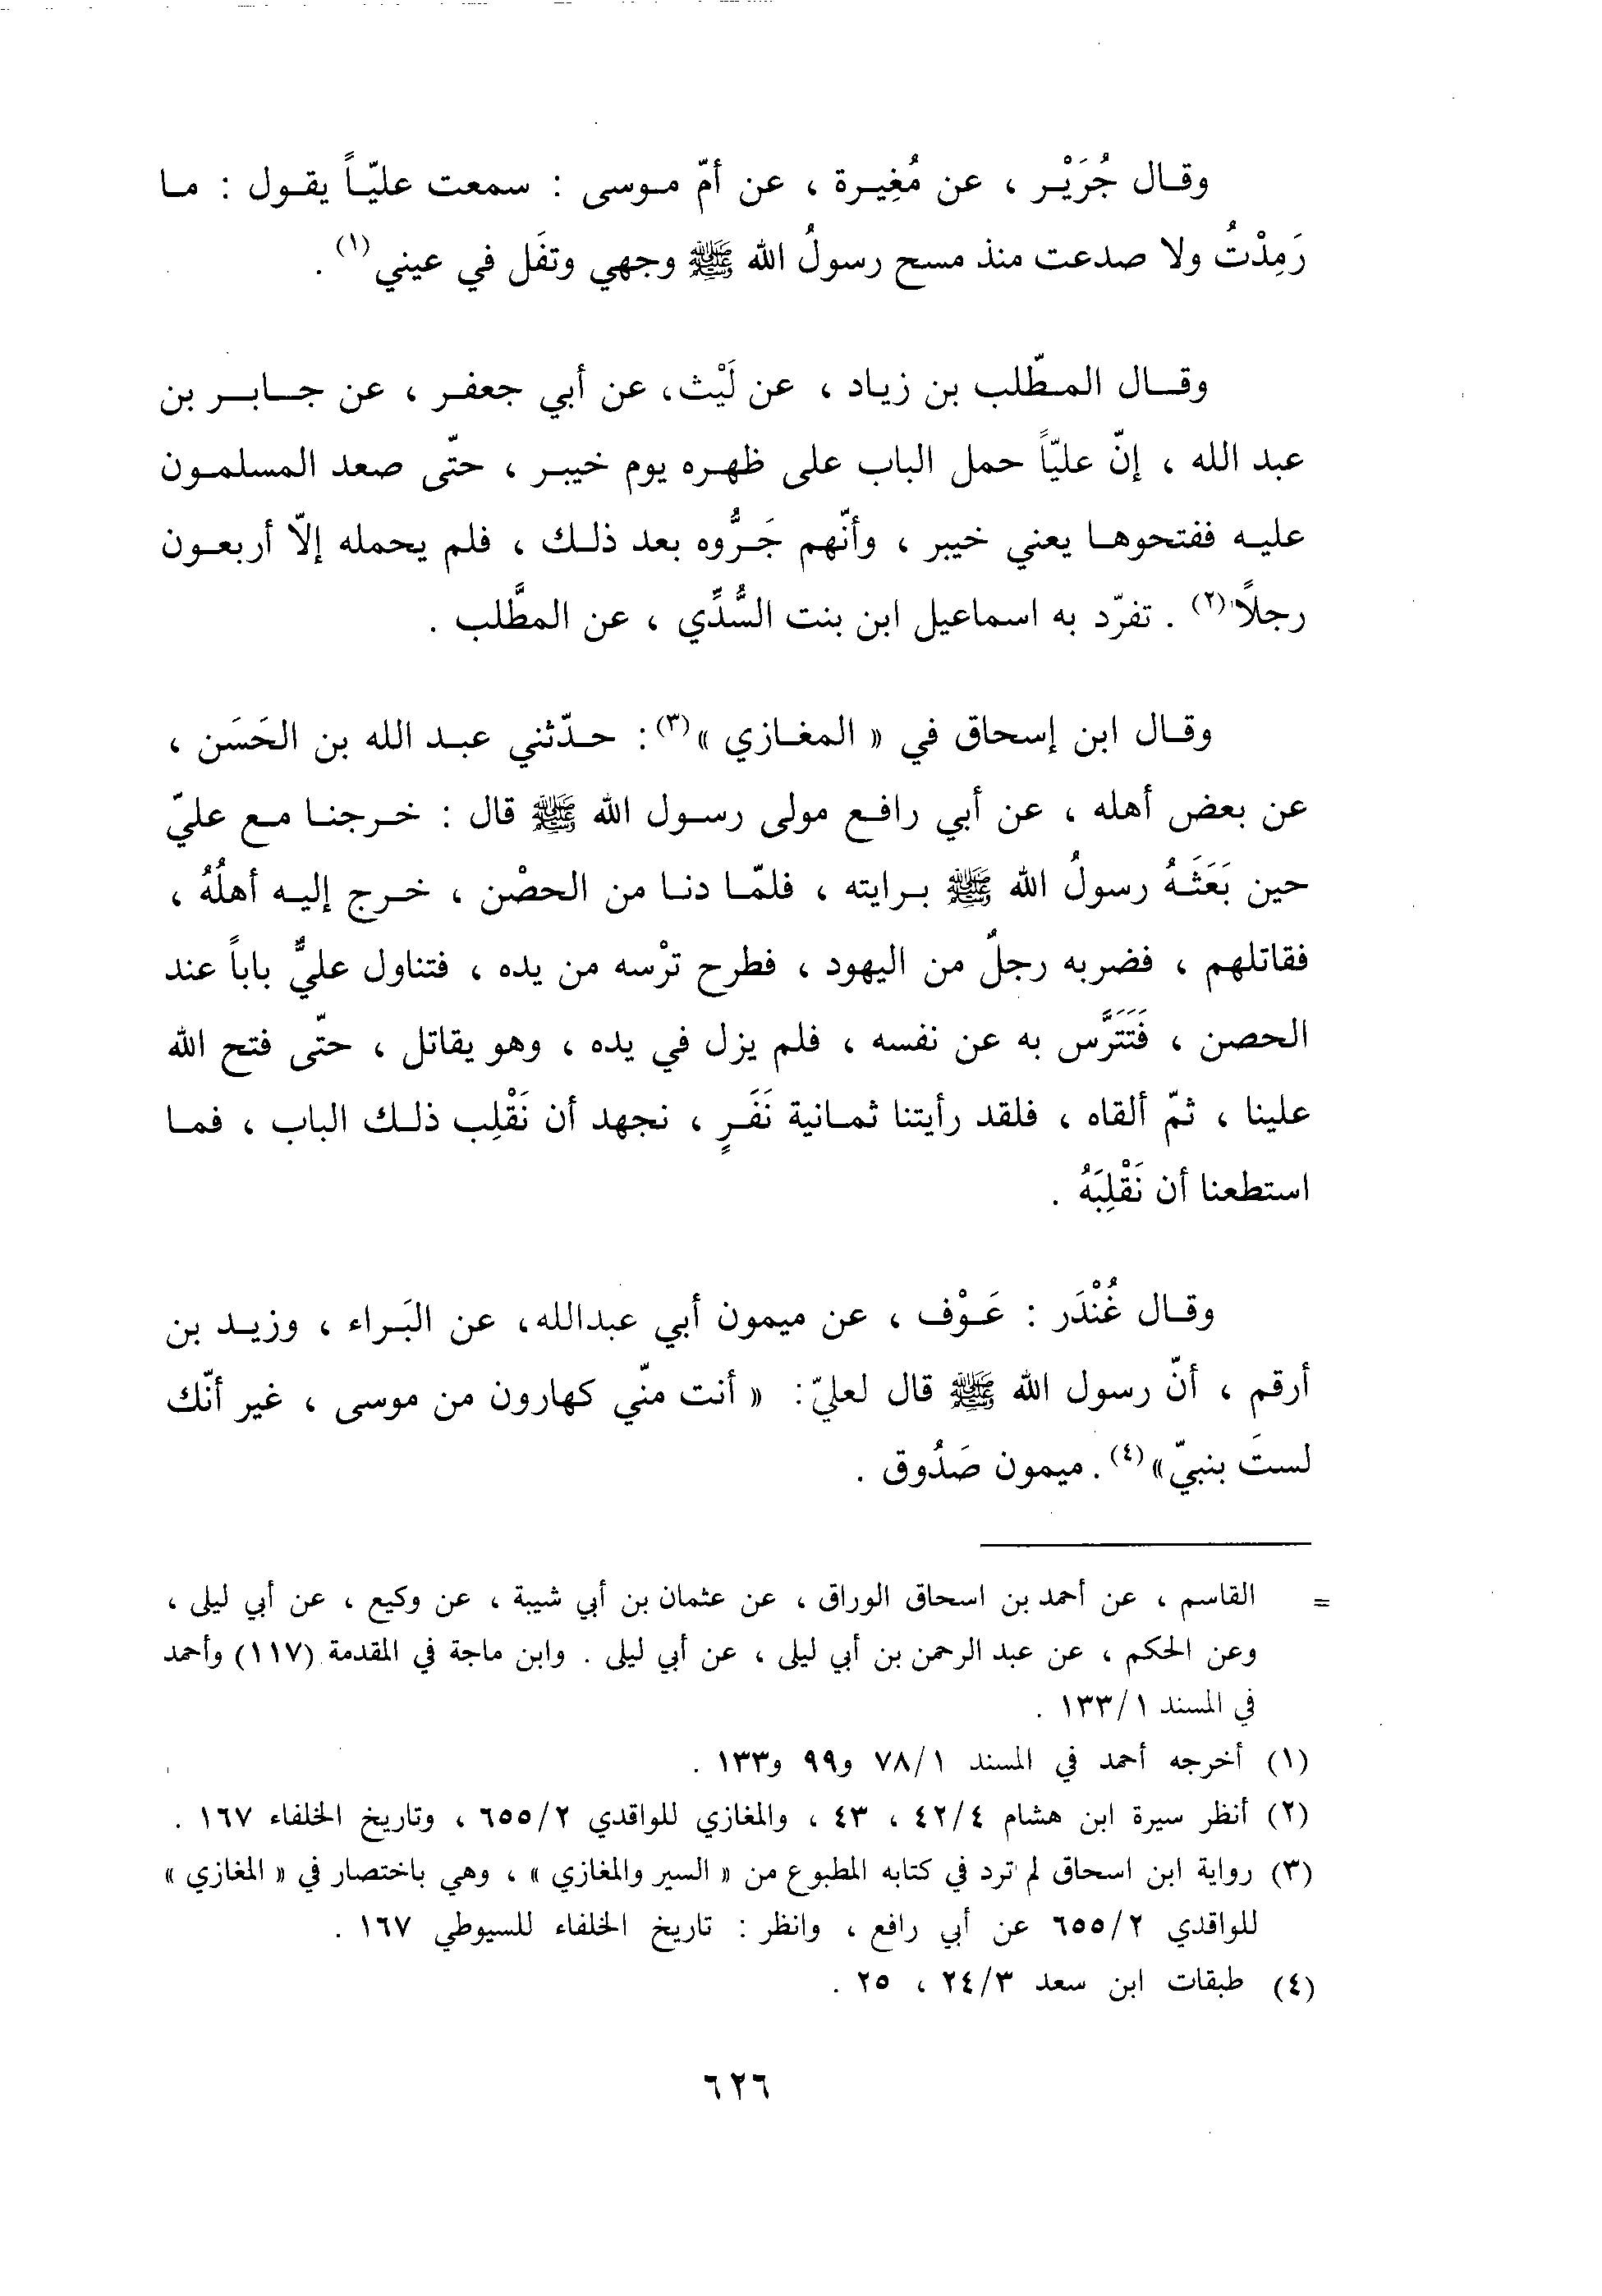 وقال جُرَيْر ، عن مُغِيرة ، عن أمّ موسى : سمعت عليّاً يقول : ما
رَمِدْتُ ولا صدعت منذ مسح رسولُ الله ﷺ وجهي وتفَل في عيني (١) .
وقال المطّلب بن زياد ، عن لَيْث، عن أبي جعفر ، عن جابر بن
عبد الله ، إنّ عليّاً حمل الباب على ظهره يوم خيبر ، حتّى صعد المسلمون
عليه ففتحوها يعني خيبر ، وأنّهم جَرُّوه بعد ذلك ، فلم يحمله إلاّ أربعون
رجلاً (٢) . تفرّد به اسماعيل ابن بنت السُّدِّي ، عن المطَّلب .
وقال ابن إسحاق في « المغازي »(٣): حدّثني عبد الله بن الحَسَن ،
عن بعض أهله ، عن أبي رافع مولى رسول الله ﷺ قال : خرجنا مع عليّ
حين بَعَثَهُ رسولُ الله ﷺ برايته ، فلمّا دنا من الحصْن ، خرج إليه أهلُهُ ،
فقاتلهم ، فضربه رجلٌ من اليهود ، فطرح ترْسه من يده ، فتناول عليٌّ باباً عند
الحصن ، فَتَتَرَّس به عن نفسه ، فلم يزل في يده ، وهو يقاتل ، حتّى فتح الله
علينا ، ثمّ ألقاه ، فلقد رأيتنا ثمانية نَفَرٍ ، نجهد أن نَقْلِب ذلك الباب ، فما
استطعنا أن نَقْلِبَهُ .
وقال غُنْدَر : عَوْف ، عن ميمون أبي عبدالله، عن البَراء ، وزيد بن
أرقم ، أنّ رسول الله ﷺ قال لعليّ: « أنت منّي كهارون من موسى ، غير أنّك
لستَ بنبيّ» (٤) . ميمون صَدُوق .
= القاسم ، عن أحمد بن اسحاق الوراق ، عن عثمان بن أبي شيبة ، عن وكيع ، عن أبي ليلى ،
وعن الحكم ، عن عبد الرحمن بن أبي ليلى ، عن أبي ليلى . وابن ماجة في المقدمة (١١٧) وأحمد
في المسند ١٣٣/١ .
(١) أخرجه أحمد في المسند ٧٨/١ و٩٩ و١٣٣ .
(٢) أنظر سيرة ابن هشام ٤٢/٤ ، ٤٣ ، والمغازي للواقدي ٦٥٥/٢ ، وتاريخ الخلفاء ١٦٧ .
(٣) رواية ابن اسحاق لم ترد في كتابه المطبوع من « السير والمغازي » ، وهي باختصار في « المغازي »
للواقدي ٦٥٥/٢ عن أبي رافع ، وانظر : تاريخ الخلفاء للسيوطي ١٦٧ .
(٤) طبقات ابن سعد ٢٤/٣ ، ٢٥ .
٦٢٦